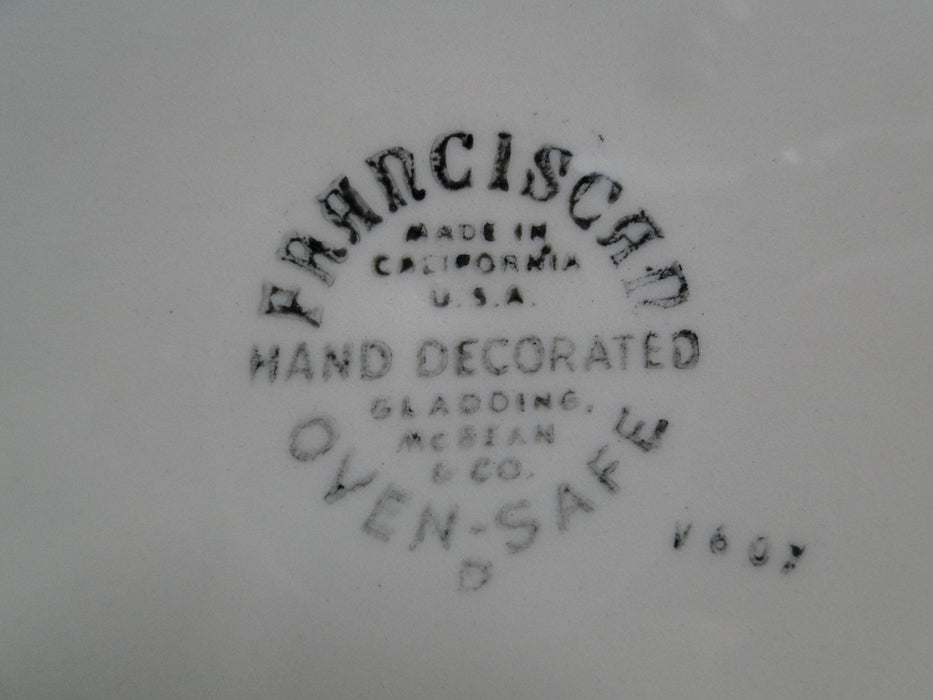 FRANCISCAN
MADE IN
CALIFORNIA
U.S.A.
HAND DECORATED
GLADDING,
McBEAN
& CO.
OVEN-SAFE
D